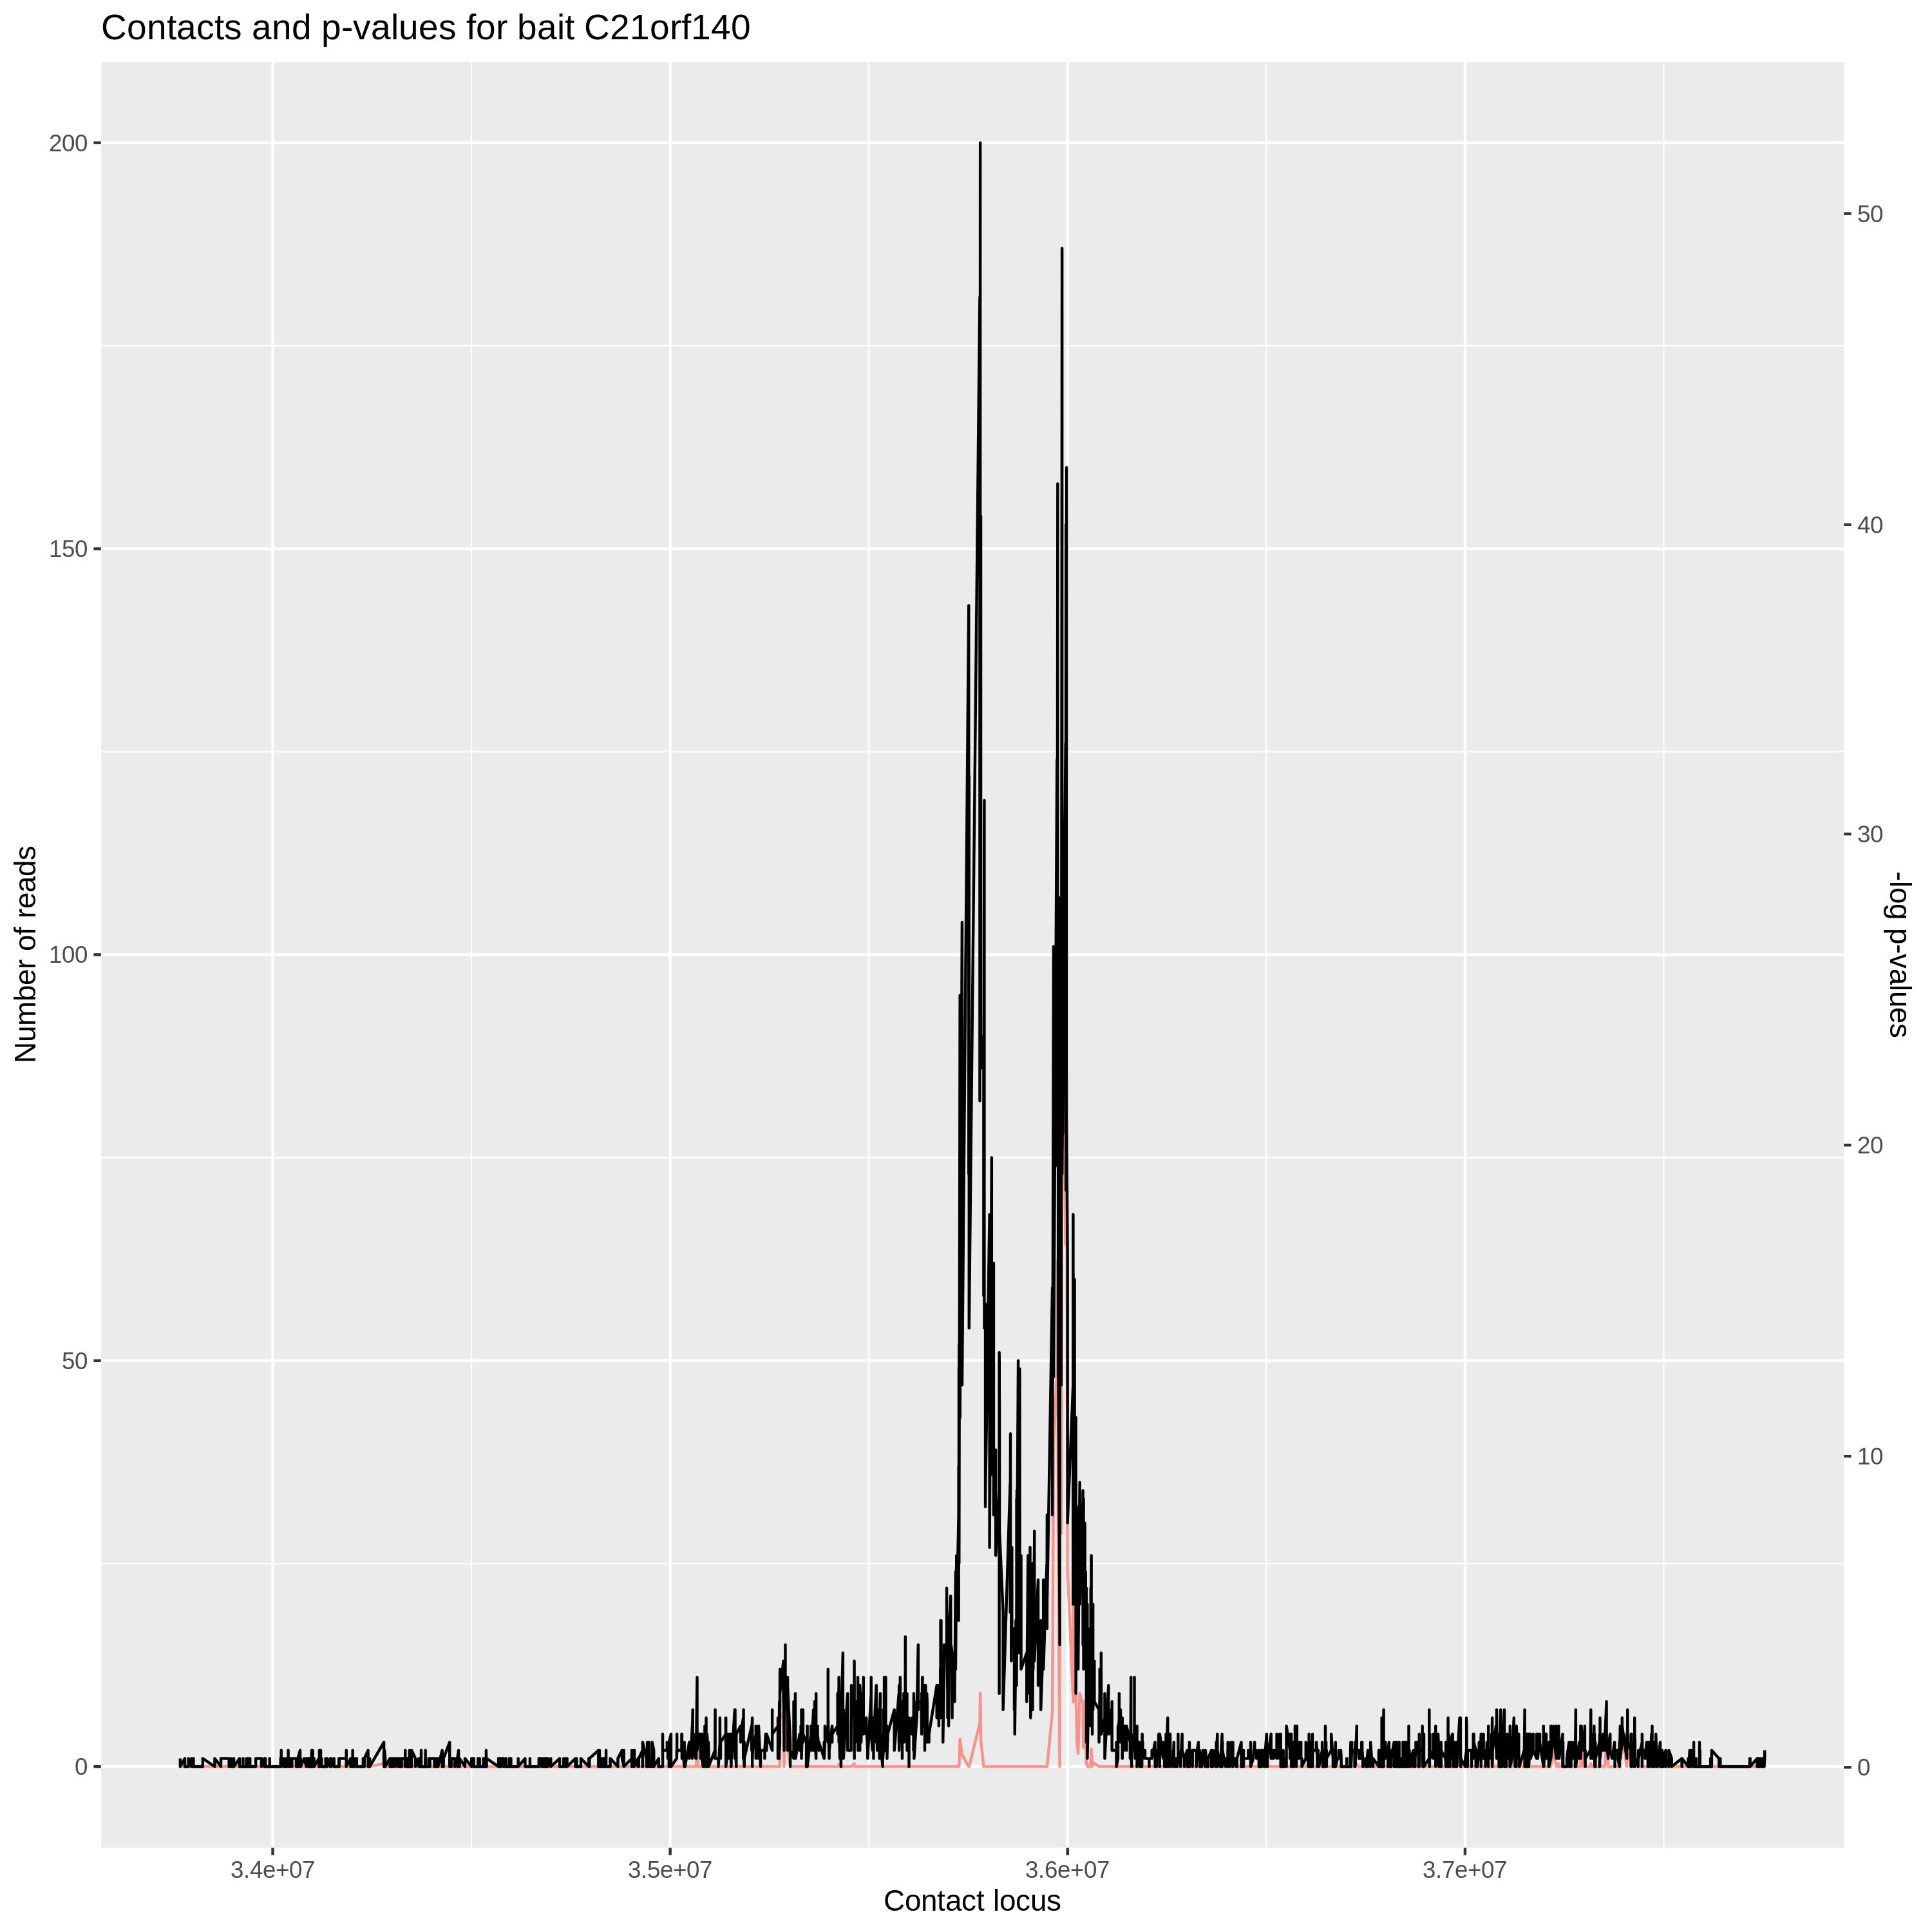 Contacts and p-values for bait C21orf140
Number of reads
200
150
100
50
0
50
40
30
20
10
0
-log p-values
3.4e+07
3.5e+07
3.6e+07
3.7e+07
Contact locus